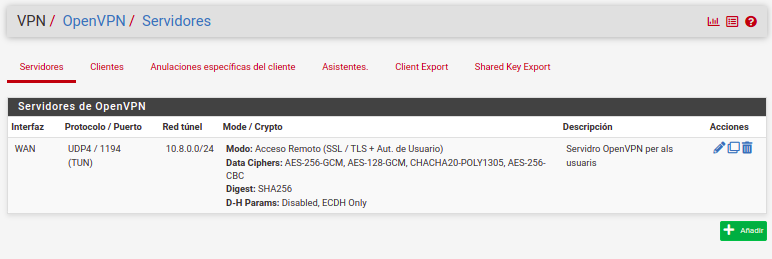 VPN / OpenVPN / Servidores
Servidores Clientes Anulaciones específicas del cliente Asistentes. Client Export Shared Key Export
Servidores de OpenVPN
Interfaz Protocolo / Puerto Red túnel Mode / Crypto Descripción Acciones
WAN UDP4 / 1194 10.8.0.0/24 Modo: Acceso Remoto (SSL / TLS + Aut. de Usuario) Servidro OpenVPN per als
(TUN) Data Ciphers: AES-256-GCM, AES-128-GCM, CHACHA20-POLY1305, AES-256- usuaris
CBC
Digest: SHA256
D-H Params: Disabled, ECDH Only
Añadir